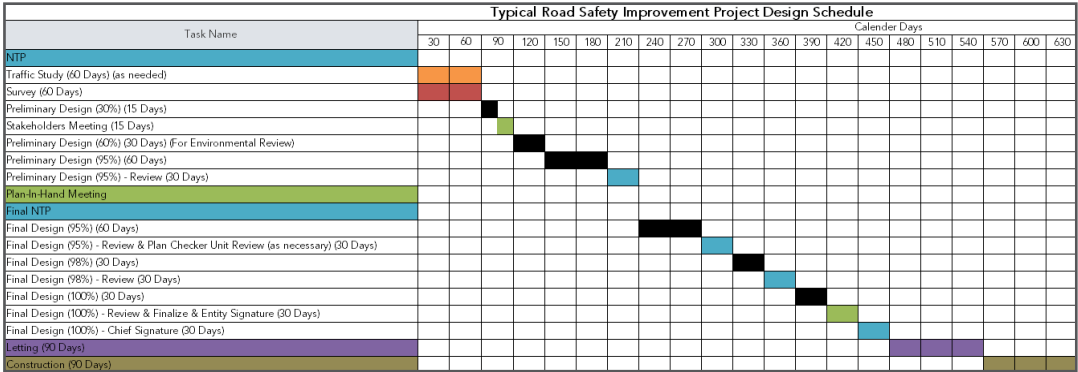 Typical Road Safety Improvement Project Design Schedule
Task Name
Calender Days
30 60 90 120 150 180 210 240 270 300 330 360 390 420 450 480 510 540 570 600 630
NTP
Traffic Study (60 Days) (as needed)
Survey (60 Days)
Preliminary Design (30%) (15 Days)
Stakeholders Meeting (15 Days)
Preliminary Design (60%) (30 Days) (For Environmental Review)
Preliminary Design (95%) (60 Days)
Preliminary Design (95%) - Review (30 Days)
Plan-In-Hand Meeting
Final NTP
Final Design (95%) (60 Days)
Final Design (95%) - Review & Plan Checker Unit Review (as necessary) (30 Days)
Final Design (98%) (30 Days)
Final Design (98%) - Review (30 Days)
Final Design (100%) (30 Days)
Final Design (100%) - Review & Finalize & Entity Signature (30 Days)
Final Design (100%) - Chief Signature (30 Days)
Letting (90 Days)
Construction (90 Days)